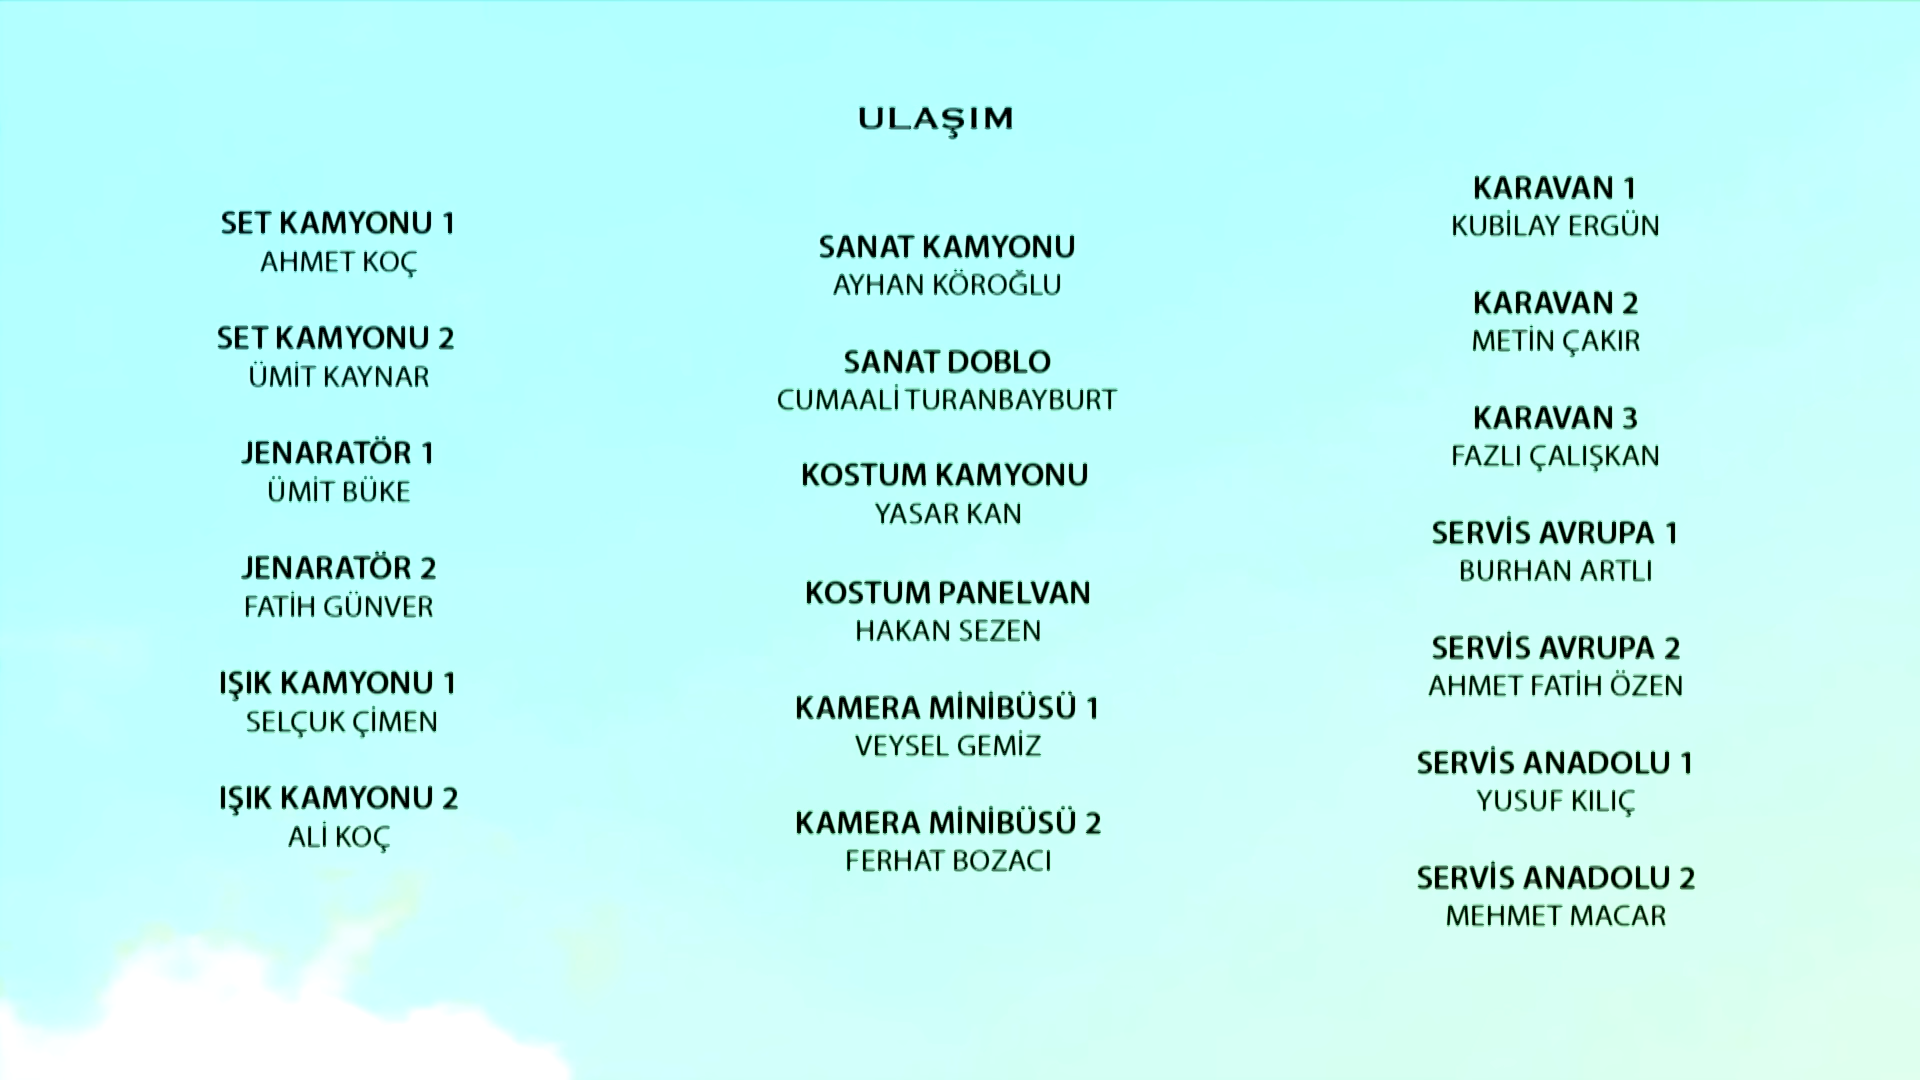 ULAŞIM
SET KAMYONU 1
AHMET KOÇ
SET KAMYONU 2
ÜMİT KAYNAR
JENARATÖR 1
ÜMİT BÜKE
JENARATÖR 2
FATİH GÜNVER
IŞIK KAMYONU 1
SELÇUK ÇİMEN
IŞIK KAMYONU 2
ALİ KOÇ
SANAT KAMYONU
AYHAN KÖROĞLU
SANAT DOBLO
CUMAALİ TURANBAYBURT
KOSTUM KAMYONU
YASAR KAN
KOSTUM PANELVAN
HAKAN SEZEN
KAMERA MİNİBÜSÜ 1
VEYSEL GEMİZ
KAMERA MİNİBÜSÜ 2
FERHAT BOZACI
KARAVAN 1
KUBİLAY ERGÜN
KARAVAN 2
METİN ÇAKIR
KARAVAN 3
FAZLI ÇALIŞKAN
SERVİS AVRUPA 1
BURHAN ARTLI
SERVİS AVRUPA 2
AHMET FATİH ÖZEN
SERVİS ANADOLU 1
YUSUF KILIÇ
SERVİS ANADOLU 2
MEHMET MACAR